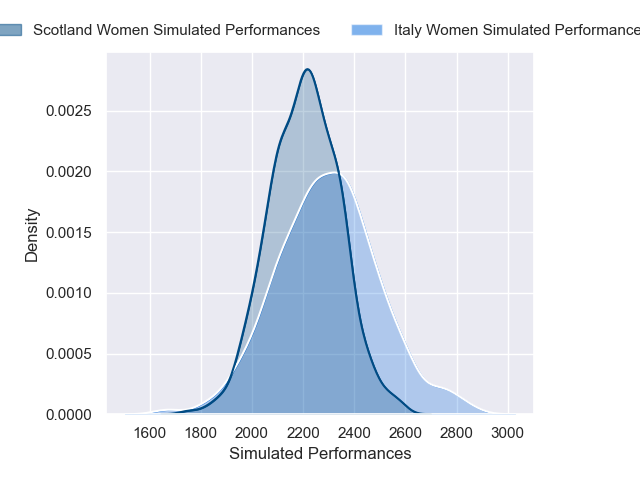 Scotland Women Simulated Performances
Italy Women Simulated Performance
0.0025
0.0020
0.0015
0.0010
0.0005
0.0000
Density
1600 1800 2000 2200 2400 2600 2800 3000
Simulated Performances